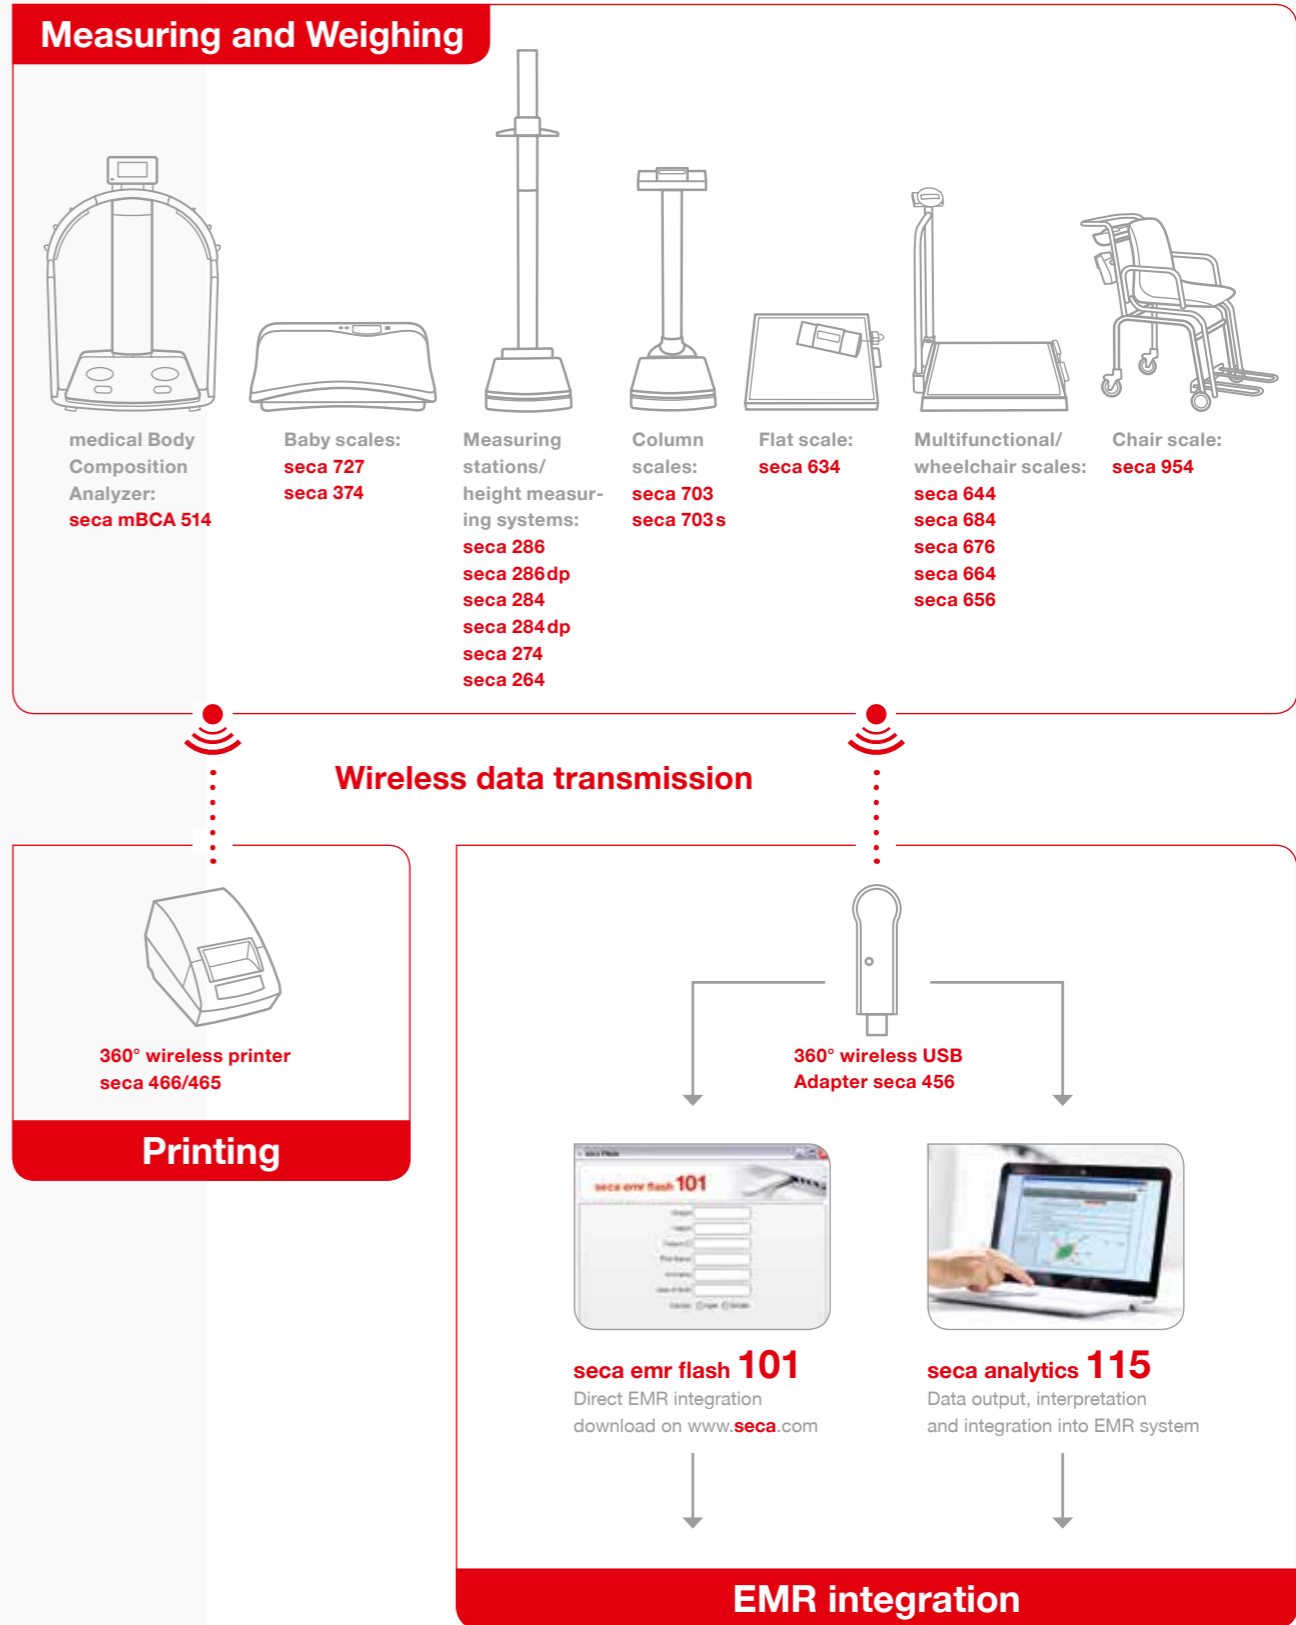 Measuring and Weighing
medical Body
Composition
Analyzer:
seca mBCA 514
Baby scales:
seca 727
seca 374
Measuring
stations/
height measur-
ing systems:
seca 286
seca 286 dp
seca 284
seca 284 dp
seca 274
seca 264
Column
scales:
seca 703
seca 703 s
Flat scale:
seca 634
Multifunctional/
wheelchair scales:
seca 644
seca 684
seca 676
seca 664
seca 656
Chair scale:
seca 954
Wireless data transmission
360° wireless printer
seca 466/465
Printing
360° wireless USB
Adapter seca 456
seca emr flash 101
seca emr flash 101
Direct EMR integration
download on www.seca.com
seca analytics 115
Data output, interpretation
and integration into EMR system
EMR integration